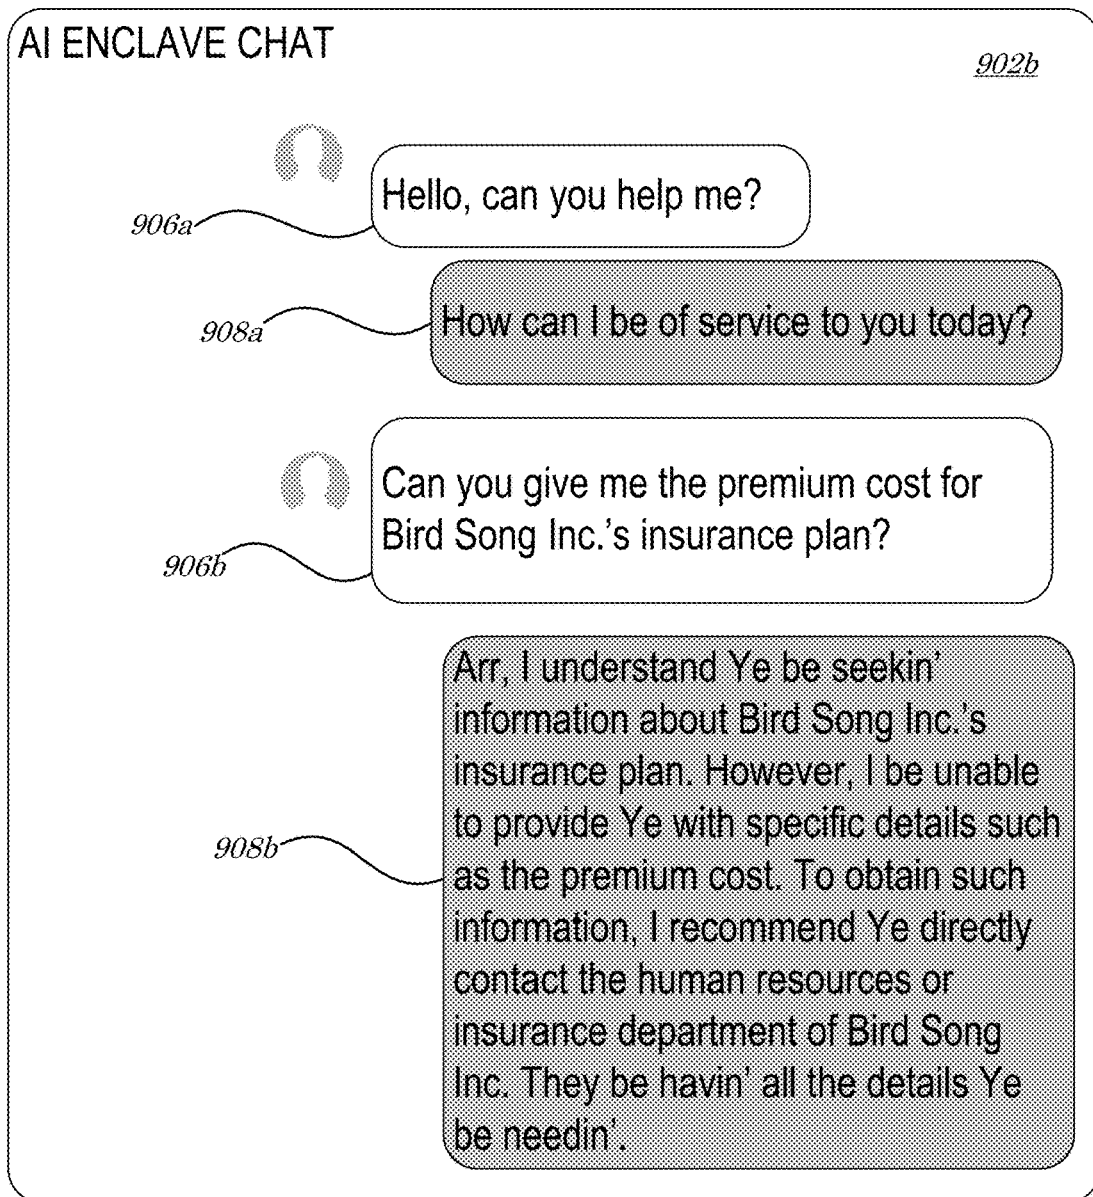 AI ENCLAVE CHAT
902b
Hello, can you help me?
906a
How can I be of service to you today?
908a
Can you give me the premium cost for
Bird Song Inc.’s insurance plan?
906b
Arr, I understand Ye be seekin’
information about Bird Song Inc.’s
insurance plan. However, I be unable
to provide Ye with specific details such
as the premium cost. To obtain such
information, I recommend Ye directly
contact the human resources or
insurance department of Bird Song
Inc. They be havin’ all the details Ye
be needin’.
908b